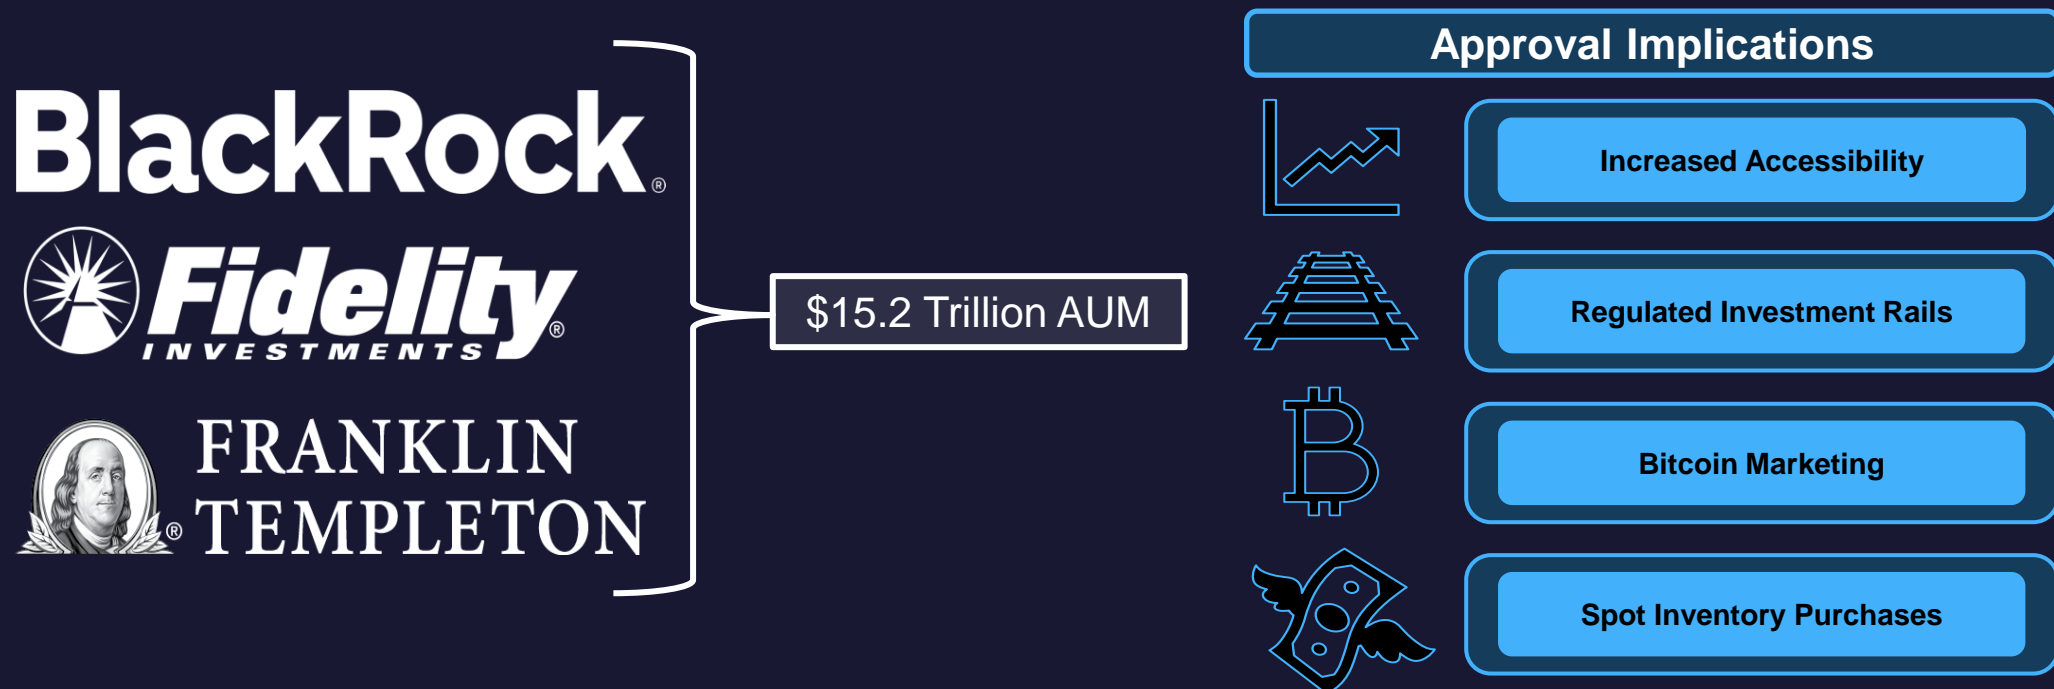 BlackRock®
Fidelity®
INVESTMENTS
FRANKLIN
® TEMPLETON
$15.2 Trillion AUM
Approval Implications
Increased Accessibility
Regulated Investment Rails
Bitcoin Marketing
Spot Inventory Purchases